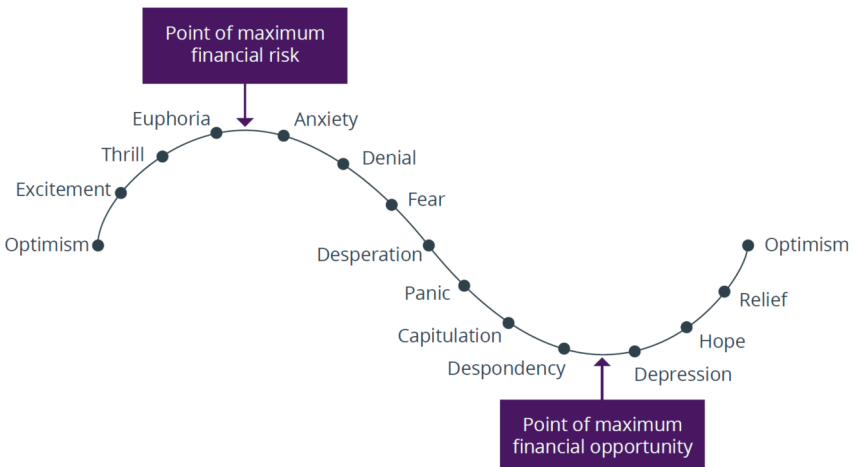 Point of maximum
financial risk
Euphoria
Anxiety
Thrill
Denial
Excitement
Fear
Optimism
Desperation
Optimism
Panic
Relief
Capitulation
Hope
Despondency
Depression
Point of maximum
financial opportunity